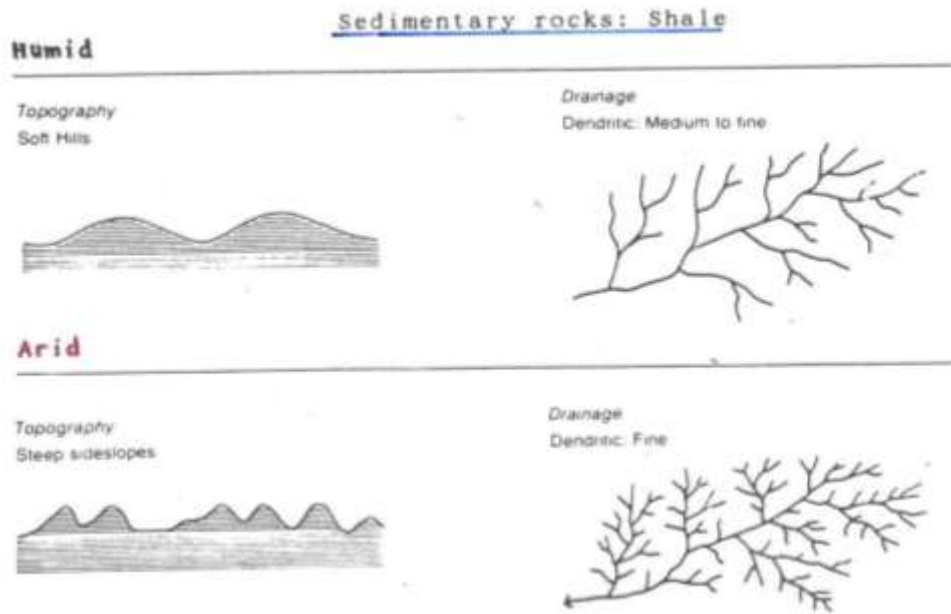 Sedimentary rocks: Shale
Humid
Topography
Soft Hills
Drainage
Dendritic: Medium to fine
Arid
Topography
Steep sideslopes
Drainage
Dendritic: Fine